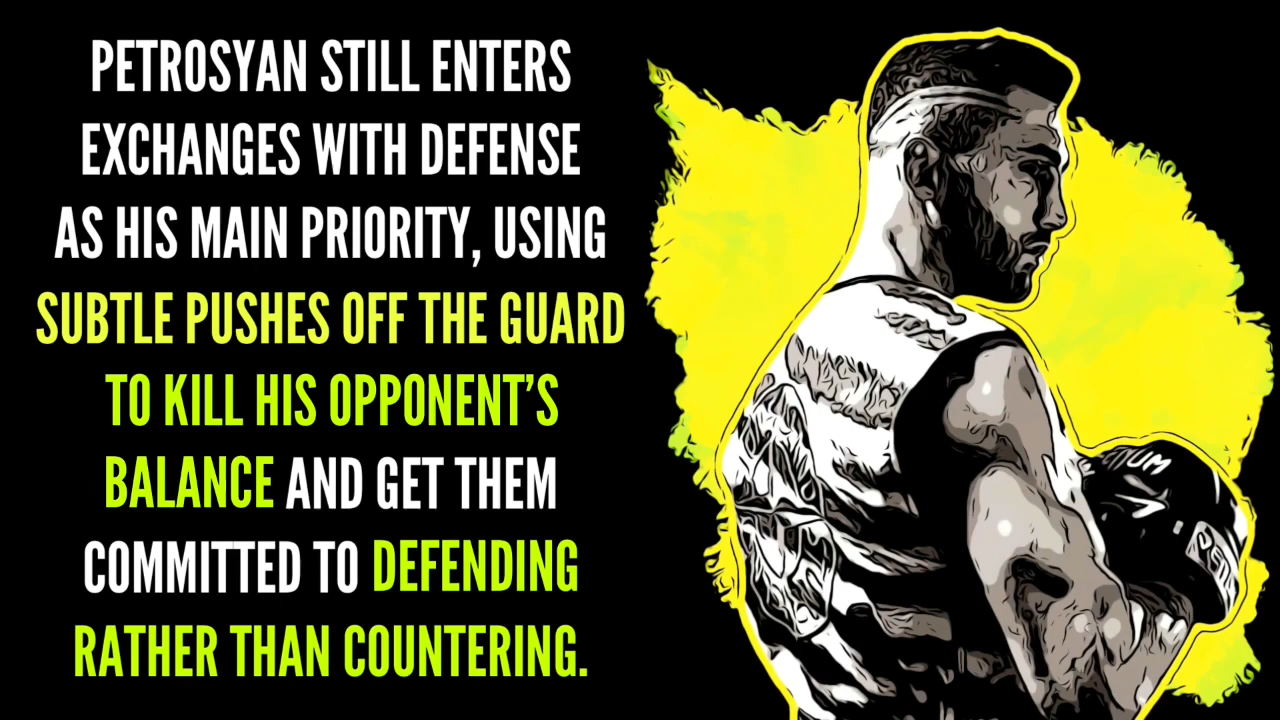 PETROSYAN STILL ENTERS
EXCHANGES WITH DEFENSE
AS HIS MAIN PRIORITY, USING
SUBTLE PUSHES OFF THE GUARD
TO KILL HIS OPPONENT’S
BALANCE AND GET THEM
COMMITTED TO DEFENDING
RATHER THAN COUNTERING.